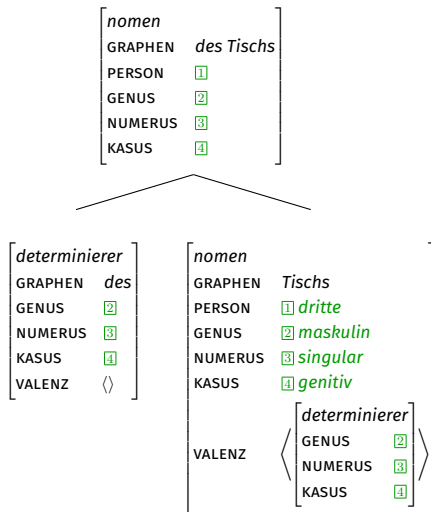 nomen
GRAPHEN des Tischs
PERSON 1
GENUS 2
NUMERUS 3
KASUS 4
determinierer
GRAPHEN des
GENUS 2
NUMERUS 3
KASUS 4
VALENZ ⟨⟩
nomen
GRAPHEN Tischs
PERSON 1 dritte
GENUS 2 maskulin
NUMERUS 3 singular
KASUS 4 genitiv
VALENZ
determinierer
GENUS 2
NUMERUS 3
KASUS 4